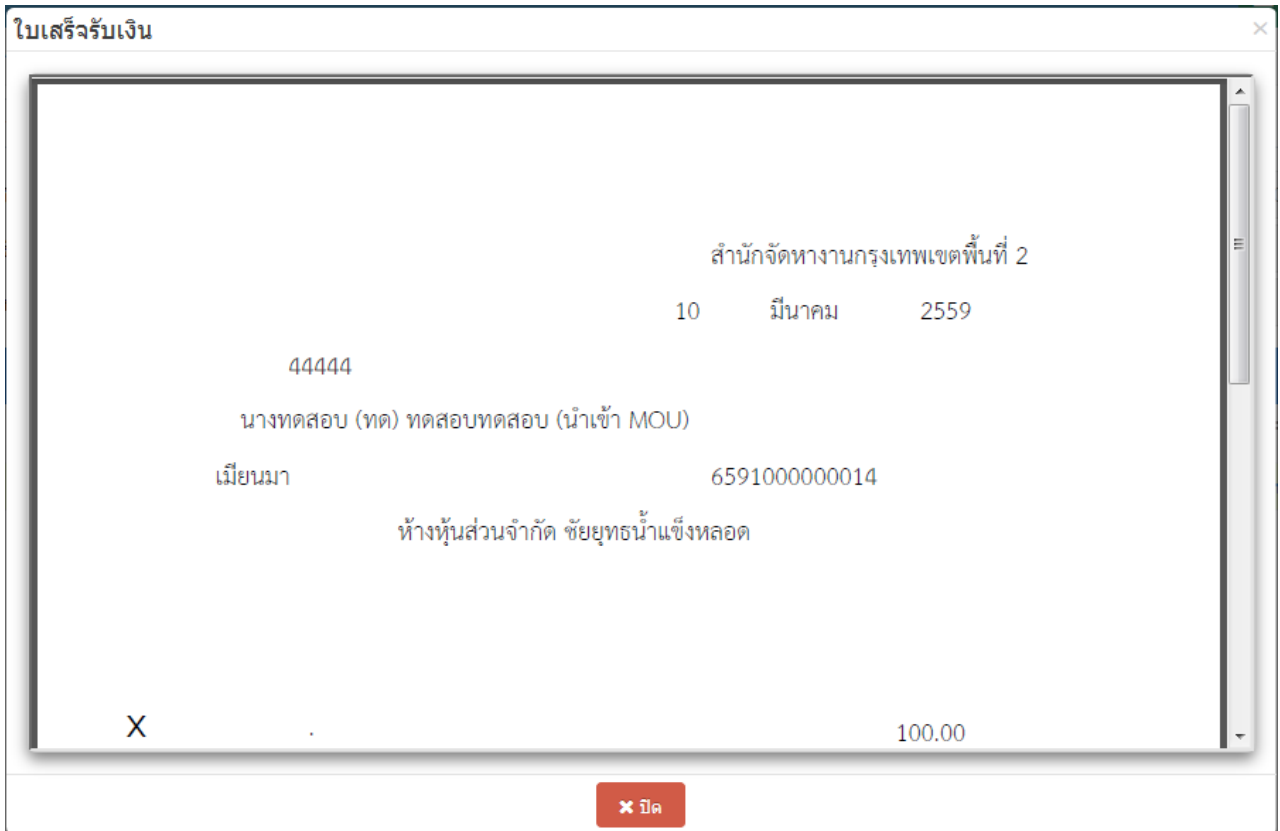 ใบเสร็จรับเงิน ×
สำนักจัดหางานกรุงเทพเขตพื้นที่ 2
10 มีนาคม 2559
44444
นางทดสอบ (ทด) ทดสอบทดสอบ (นำเข้า MOU)
เมียนมา 6591000000014
ห้างหุ้นส่วนจำกัด ชัยยุทธน้ำแข็งหลอด
X . 100.00
✖ ปิด